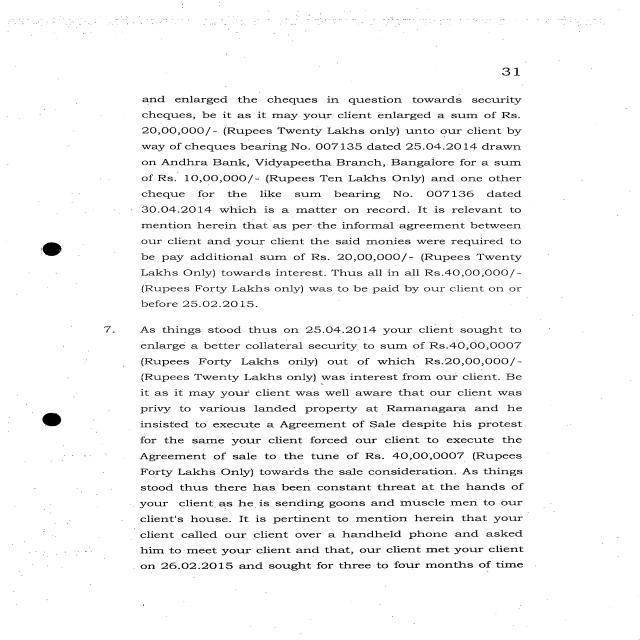 31
and enlarged the cheques in question towards security
cheques, be it as it may your client enlarged a sum of Rs.
20,00,000/- (Rupees Twenty Lakhs only) unto our client by
way of cheques bearing No. 007135 dated 25.04.2014 drawn
on Andhra Bank, Vidyapeetha Branch, Bangalore for a sum
of Rs. 10,00,000/- (Rupees Ten Lakhs Only) and one other
cheque for the like sum bearing No. 007136 dated
30.04.2014 which is a matter on record. It is relevant to
mention herein that as per the informal agreement between
our client and your client the said monies were required to
be pay additional sum of Rs. 20,00,000/- (Rupees Twenty
Lakhs Only) towards interest. Thus all in all Rs.40,00,000/-
(Rupees Forty Lakhs only) was to be paid by our client on or
before 25.02.2015.
7. As things stood thus on 25.04.2014 your client sought to
enlarge a better collateral security to sum of Rs.40,00,0007
(Rupees Forty Lakhs only) out of which Rs.20,00,000/-
(Rupees Twenty Lakhs only) was interest from our client. Be
it as it may your client was well aware that our client was
privy to various landed property at Ramanagara and he
insisted to execute a Agreement of Sale despite his protest
for the same your client forced our client to execute the
Agreement of sale to the tune of Rs. 40,00,0007 (Rupees
Forty Lakhs Only) towards the sale consideration. As things
stood thus there has been constant threat at the hands of
your client as he is sending goons and muscle men to our
client's house. It is pertinent to mention herein that your
client called our client over a handheld phone and asked
him to meet your client and that, our client met your client
on 26.02.2015 and sought for three to four months of time